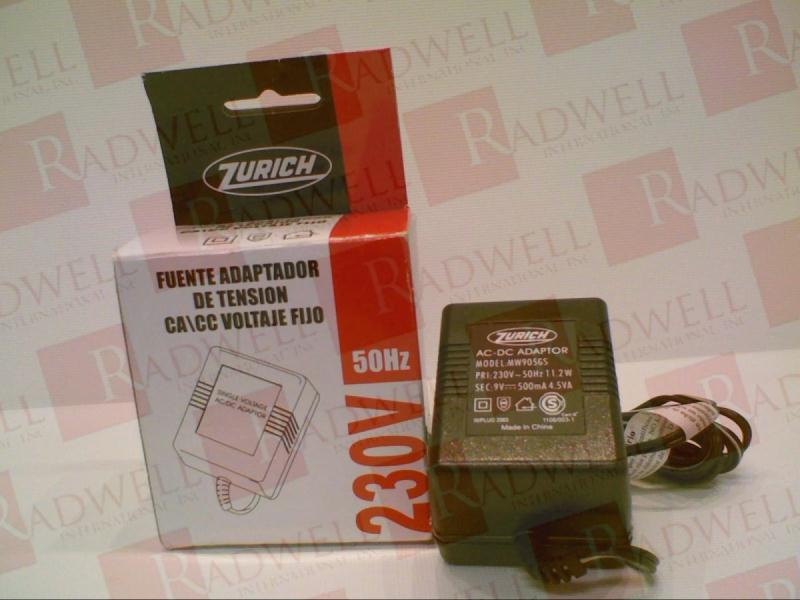 ZURICH
FUENTE ADAPTADOR
DE TENSION
CA\CC VOLTAJE FIJO
50Hz
230V
SINGLE VOLTAGE
AC/DC ADAPTOR
ZURICH
AC-DC ADAPTOR
MODEL:MW905GS
PRI:230V~50Hz 11.2W
SEC:9V 500mA 4.5VA
S
Made in China
RADWELL
INTERNATIONAL, INC